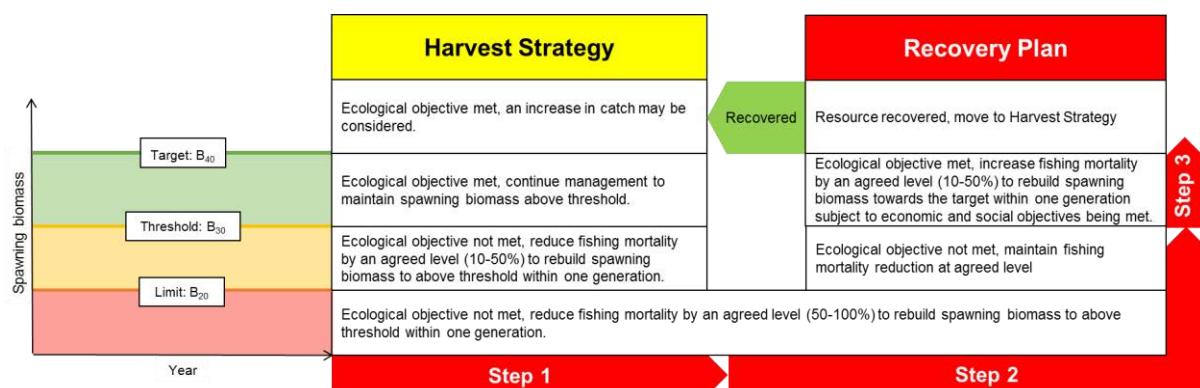 Harvest Strategy
Recovery Plan
Ecological objective met, an increase in catch may be
considered.
Recovered
Resource recovered, move to Harvest Strategy
Target: B40
Ecological objective met, continue management to
maintain spawning biomass above threshold.
Ecological objective met, increase fishing mortality
by an agreed level (10-50%) to rebuild spawning
biomass towards the target within one generation
subject to economic and social objectives being met.
Step 3
Spawning biomass
Threshold: B30
Ecological objective not met, reduce fishing mortality
by an agreed level (10-50%) to rebuild spawning
biomass to above threshold within one generation.
Ecological objective not met, maintain fishing
mortality reduction at agreed level
Limit: B20
Ecological objective not met, reduce fishing mortality by an agreed level (50-100%) to rebuild spawning biomass to above
threshold within one generation.
Year
Step 1
Step 2